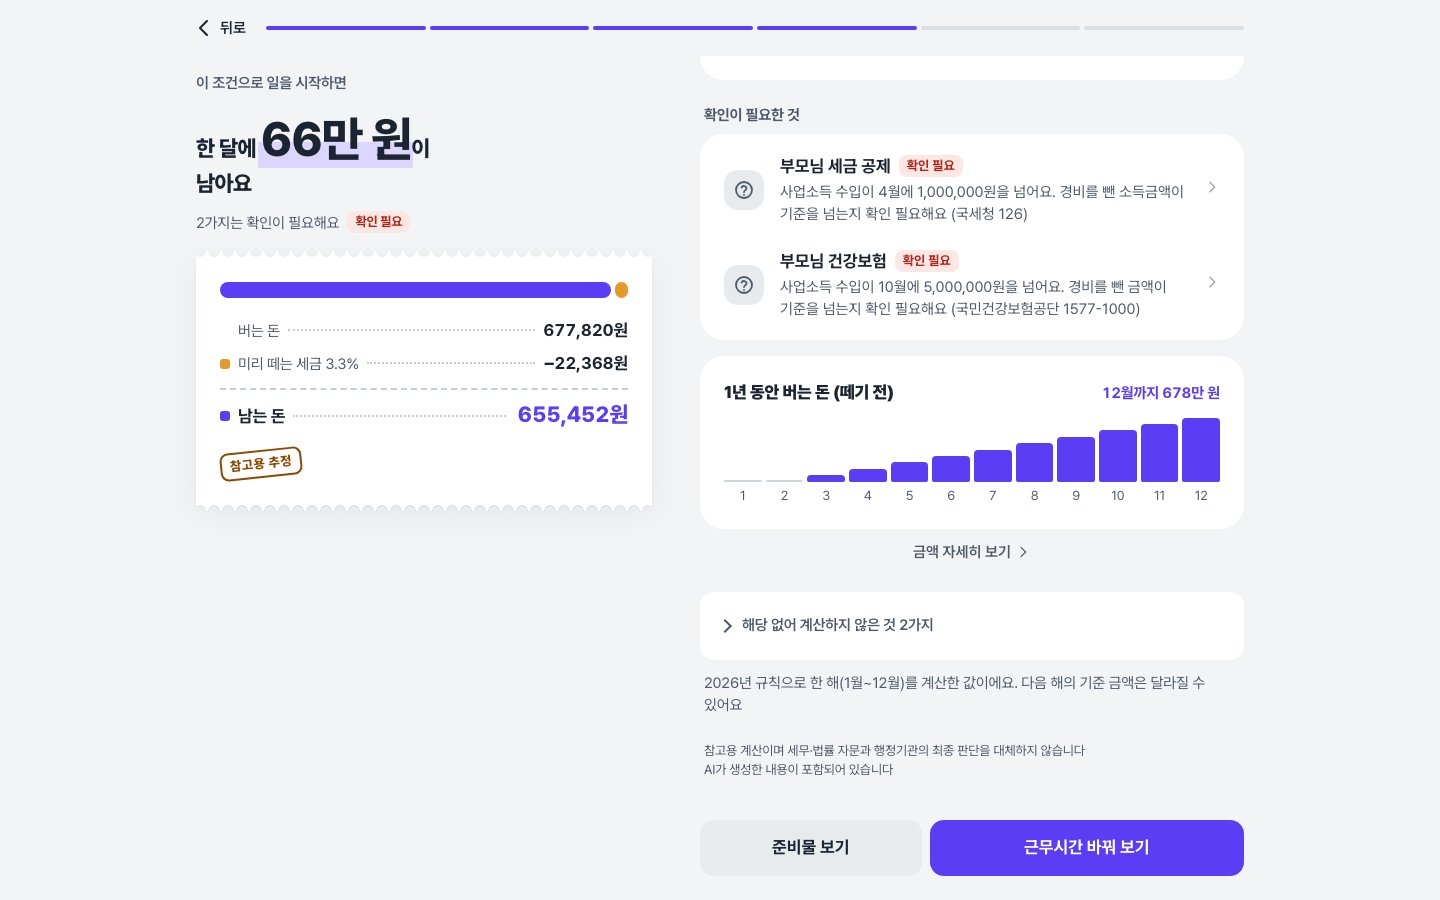 뒤로
이 조건으로 일을 시작하면
한 달에 66만 원이
남아요
2가지는 확인이 필요해요 확인 필요
버는 돈 677,820원
미리 떼는 세금 3.3% −22,368원
남는 돈 655,452원
참고용 추정
확인이 필요한 것
부모님 세금 공제 확인 필요
사업소득 수입이 4월에 1,000,000원을 넘어요. 경비를 뺀 소득금액이
기준을 넘는지 확인 필요해요 (국세청 126)
부모님 건강보험 확인 필요
사업소득 수입이 10월에 5,000,000원을 넘어요. 경비를 뺀 금액이
기준을 넘는지 확인 필요해요 (국민건강보험공단 1577-1000)
1년 동안 버는 돈 (떼기 전) 12월까지 678만 원
1 2 3 4 5 6 7 8 9 10 11 12
금액 자세히 보기
해당 없어 계산하지 않은 것 2가지
2026년 규칙으로 한 해(1월~12월)를 계산한 값이에요. 다음 해의 기준 금액은 달라질 수
있어요
참고용 계산이며 세무·법률 자문과 행정기관의 최종 판단을 대체하지 않습니다
AI가 생성한 내용이 포함되어 있습니다
준비물 보기
근무시간 바꿔 보기